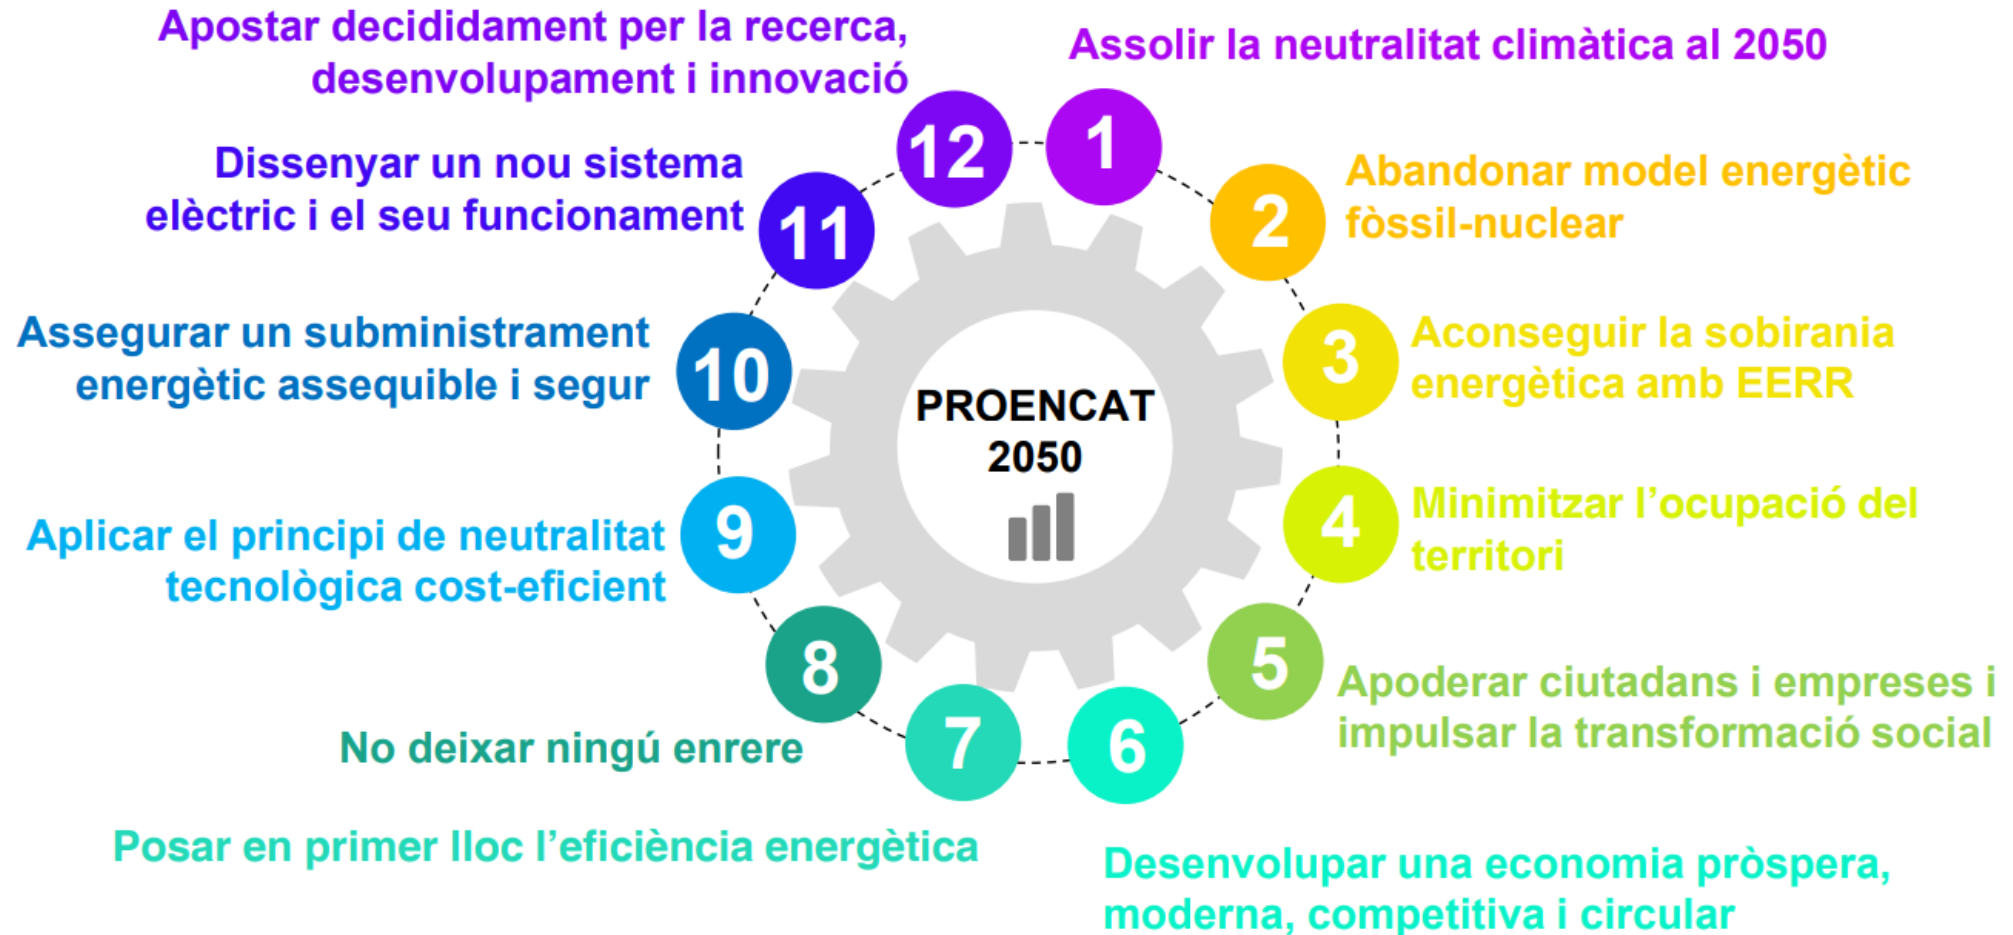 PROENCAT
2050
1
Assolir la neutralitat climàtica al 2050
2
Abandonar model energètic
fòssil-nuclear
3
Aconseguir la sobirania
energètica amb EERR
4
Minimitzar l’ocupació del
territori
5
Apoderar ciutadans i empreses i
impulsar la transformació social
6
Desenvolupar una economia pròspera,
moderna, competitiva i circular
7
Posar en primer lloc l’eficiència energètica
8
No deixar ningú enrere
9
Aplicar el principi de neutralitat
tecnològica cost-eficient
10
Assegurar un subministrament
energètic assequible i segur
11
Dissenyar un nou sistema
elèctric i el seu funcionament
12
Apostar decididament per la recerca,
desenvolupament i innovació